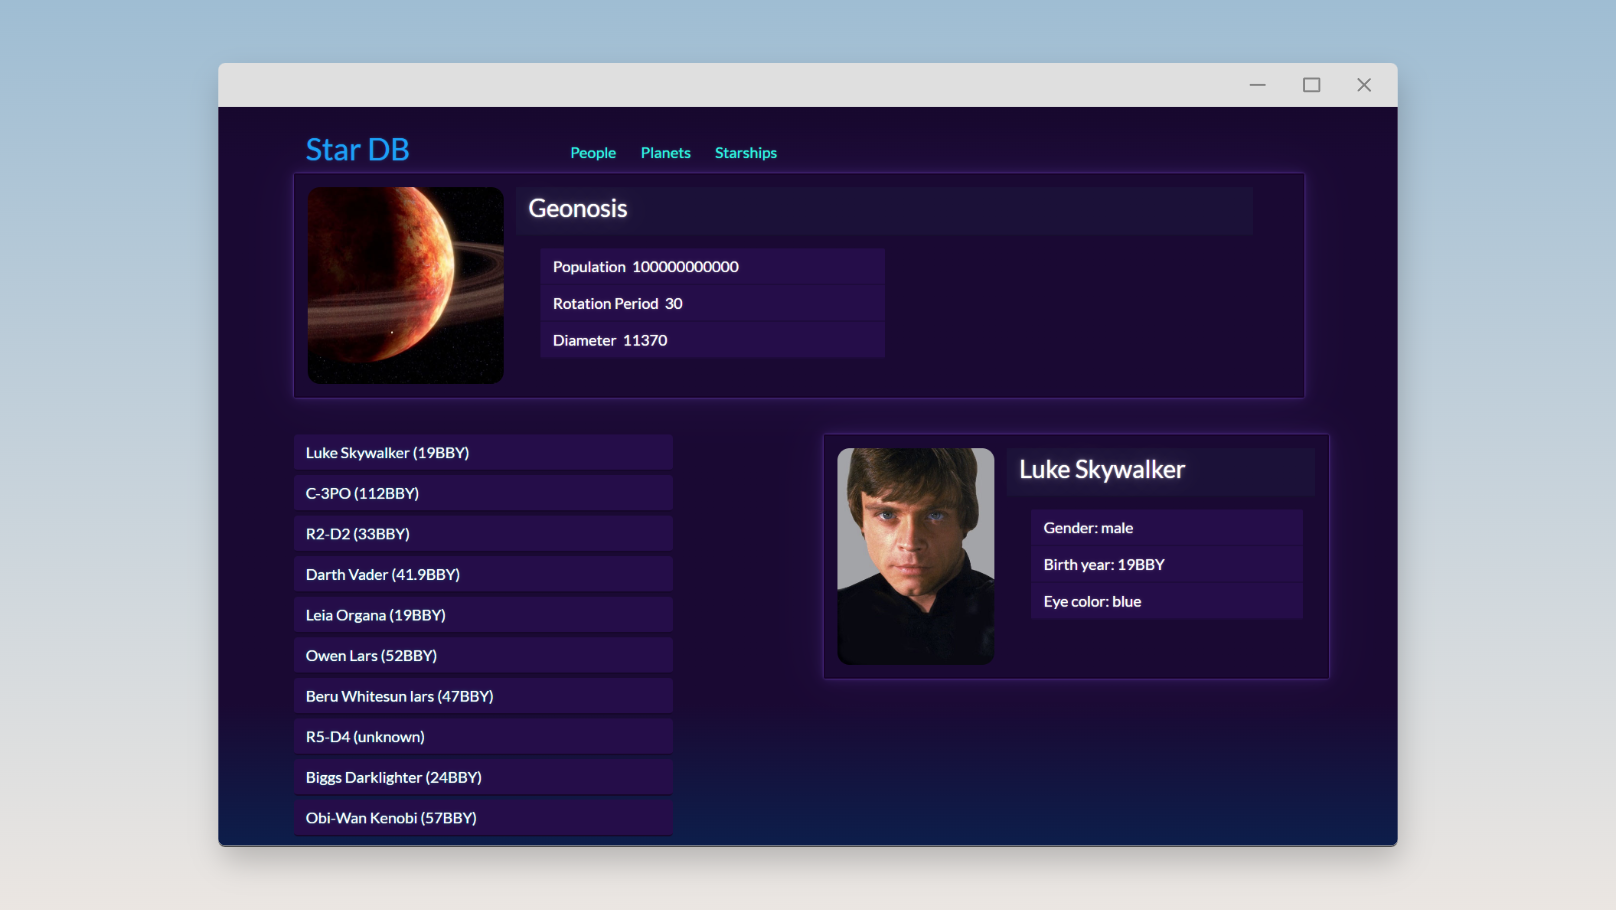 Star DB
People Planets Starships
Geonosis
Population 100000000000
Rotation Period 30
Diameter 11370
Luke Skywalker (19BBY)
C-3PO (112BBY)
R2-D2 (33BBY)
Darth Vader (41.9BBY)
Leia Organa (19BBY)
Owen Lars (52BBY)
Beru Whitesun lars (47BBY)
R5-D4 (unknown)
Biggs Darklighter (24BBY)
Obi-Wan Kenobi (57BBY)
Luke Skywalker
Gender: male
Birth year: 19BBY
Eye color: blue